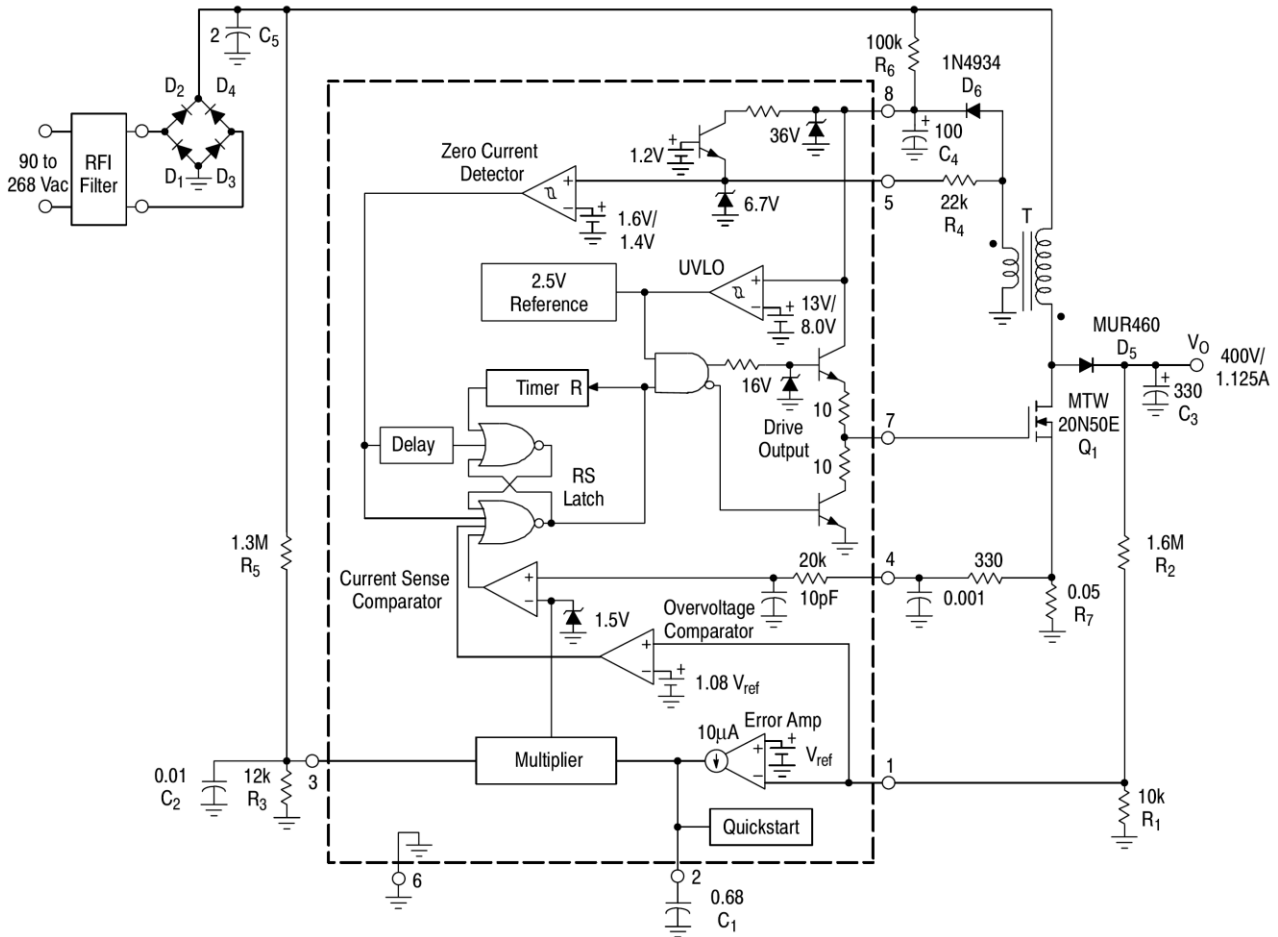 2
C5
D2
D4
D1
D3
90 to
268 Vac
RFI
Filter
100k
R6
1N4934
D6
8
100
C4
36V
1.2V
Zero Current
Detector
6.7V
1.6V/
1.4V
5
22k
R4
T
2.5V
Reference
UVLO
13V/
8.0V
MUR460
D5
VO
400V/
1.125A
330
C3
Timer R
16V
10
Drive
Output
10
7
MTW
20N50E
Q1
Delay
RS
Latch
1.3M
R5
1.6M
R2
Current Sense
Comparator
20k
10pF
4
330
0.001
0.05
R7
1.5V
Overvoltage
Comparator
1.08 Vref
Multiplier
10μA
Error Amp
Vref
1
10k
R1
Quickstart
0.01
C2
12k
R3
3
6
2
0.68
C1
+
+
+
+
+
+
+
+
+
+
+
+
−
−
−
−
−